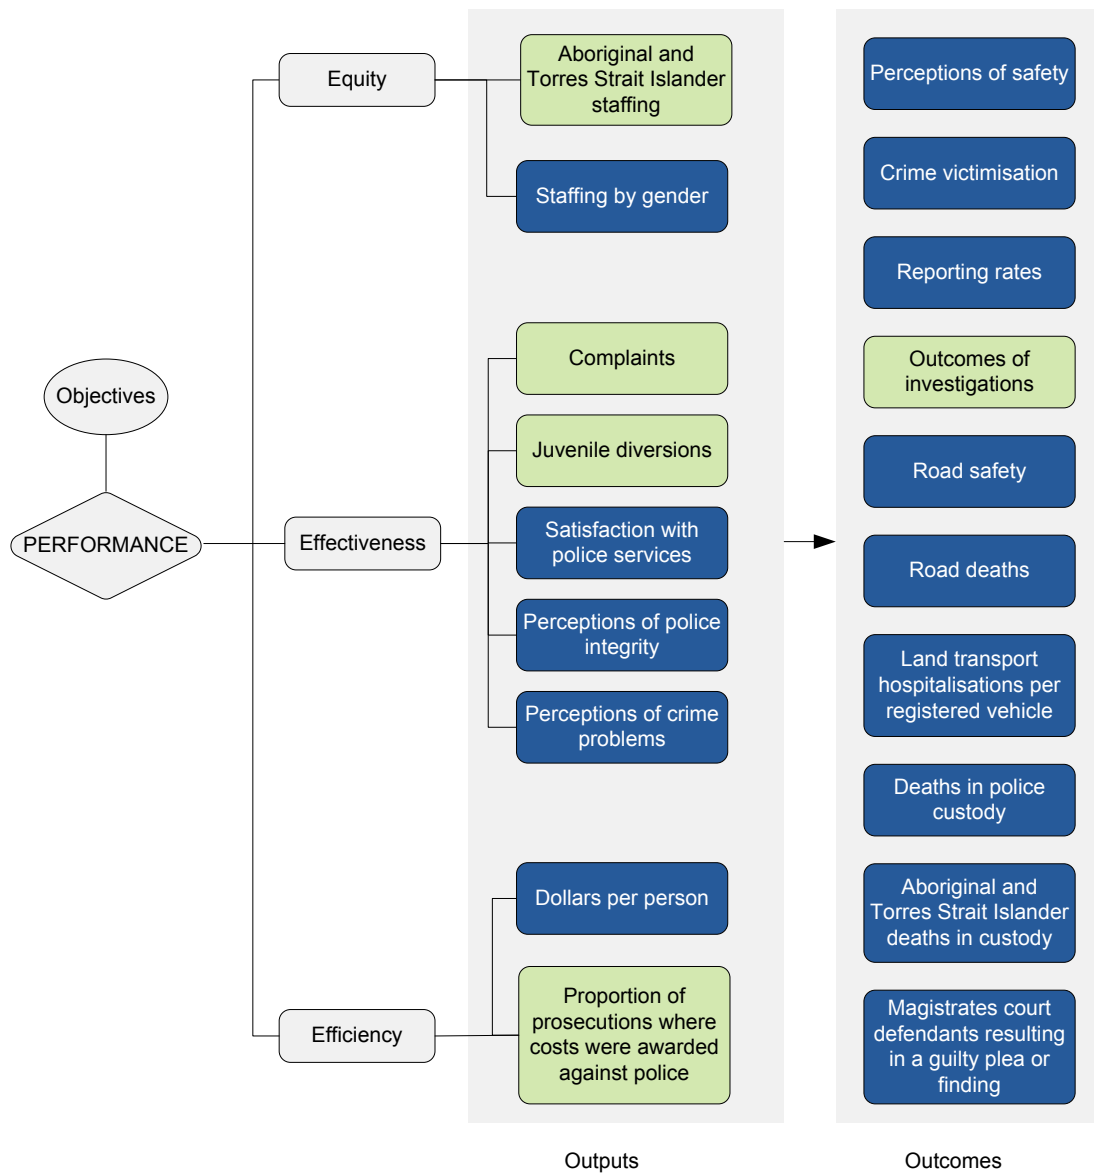 Objectives
PERFORMANCE
Equity
Effectiveness
Efficiency
Aboriginal and
Torres Strait Islander
staffing
Staffing by gender
Complaints
Juvenile diversions
Satisfaction with
police services
Perceptions of police
integrity
Perceptions of crime
problems
Dollars per person
Proportion of
prosecutions where
costs were awarded
against police
Outputs
Perceptions of safety
Crime victimisation
Reporting rates
Outcomes of
investigations
Road safety
Road deaths
Land transport
hospitalisations per
registered vehicle
Deaths in police
custody
Aboriginal and
Torres Strait Islander
deaths in custody
Magistrates court
defendants resulting
in a guilty plea or
finding
Outcomes